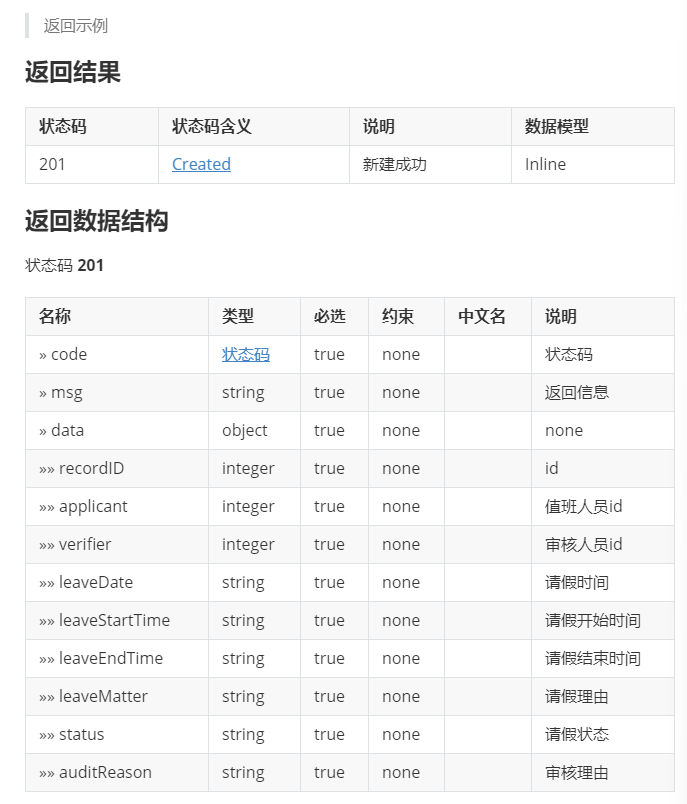 返回示例
返回结果
状态码 状态码含义 说明 数据模型
201 Created 新建成功 Inline
返回数据结构
状态码 201
名称 类型 必选 约束 中文名 说明
» code 状态码 true none 状态码
» msg string true none 返回信息
» data object true none none
»» recordID integer true none id
»» applicant integer true none 值班人员id
»» verifier integer true none 审核人员id
»» leaveDate string true none 请假时间
»» leaveStartTime string true none 请假开始时间
»» leaveEndTime string true none 请假结束时间
»» leaveMatter string true none 请假理由
»» status string true none 请假状态
»» auditReason string true none 审核理由